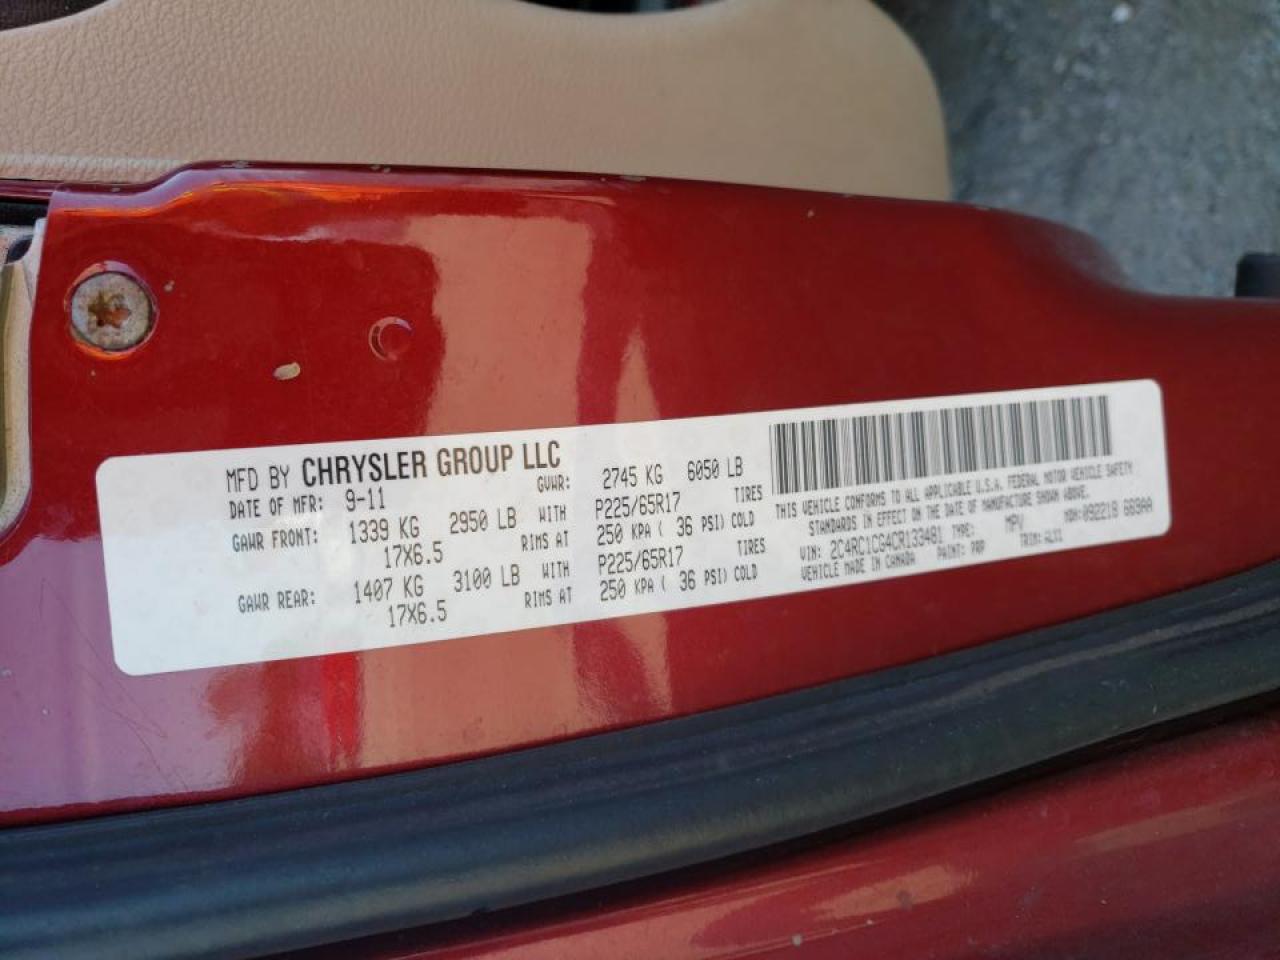 MFD BY CHRYSLER GROUP LLC
DATE OF MFR: 9-11 GVWR: 2745 KG 6050 LB
GAWR FRONT: 1339 KG 2950 LB WITH P225/65R17 TIRES
17X6.5 RIMS AT 250 KPA ( 36 PSI) COLD
GAWR REAR: 1407 KG 3100 LB WITH P225/65R17 TIRES
17X6.5 RIMS AT 250 KPA ( 36 PSI) COLD
THIS VEHICLE CONFORMS TO ALL APPLICABLE U.S.A. FEDERAL MOTOR VEHICLE SAFETY
STANDARDS IN EFFECT ON THE DATE OF MANUFACTURE SHOWN ABOVE.
VIN: 2C4RC1CG4CR133481 TYPE: MPV MDH:092218 689AA
VEHICLE MADE IN CANADA PAINT: PRP TRIM: